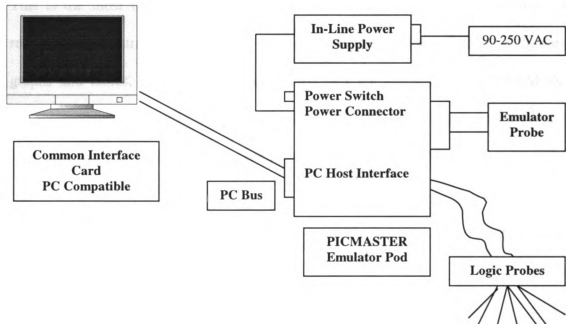 In-Line Power
Supply
90-250 VAC
Power Switch
Power Connector
Emulator
Probe
Common Interface
Card
PC Compatible
PC Host Interface
PC Bus
PICMASTER
Emulator Pod
Logic Probes